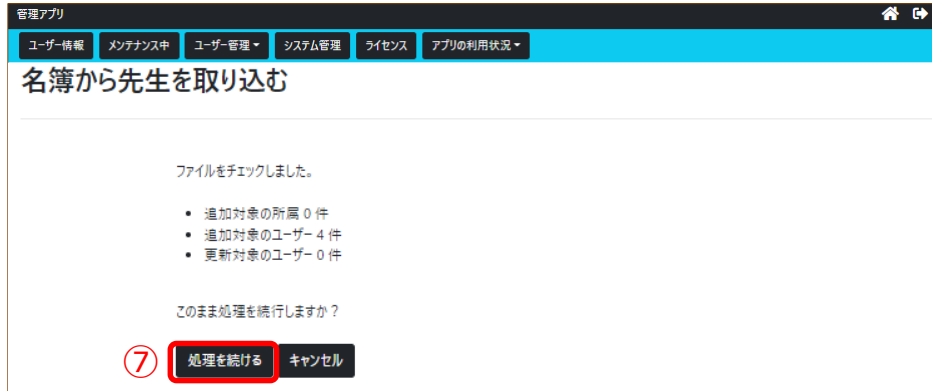 管理アプリ
ユーザー情報 メンテナンス中 ユーザー管理 システム管理 ライセンス アプリの利用状況
名簿から先生を取り込む
ファイルをチェックしました。
• 追加対象の所属 0 件
• 追加対象のユーザー 4 件
• 更新対象のユーザー 0 件
このまま処理を続行しますか？
⑦ 処理を続ける キャンセル